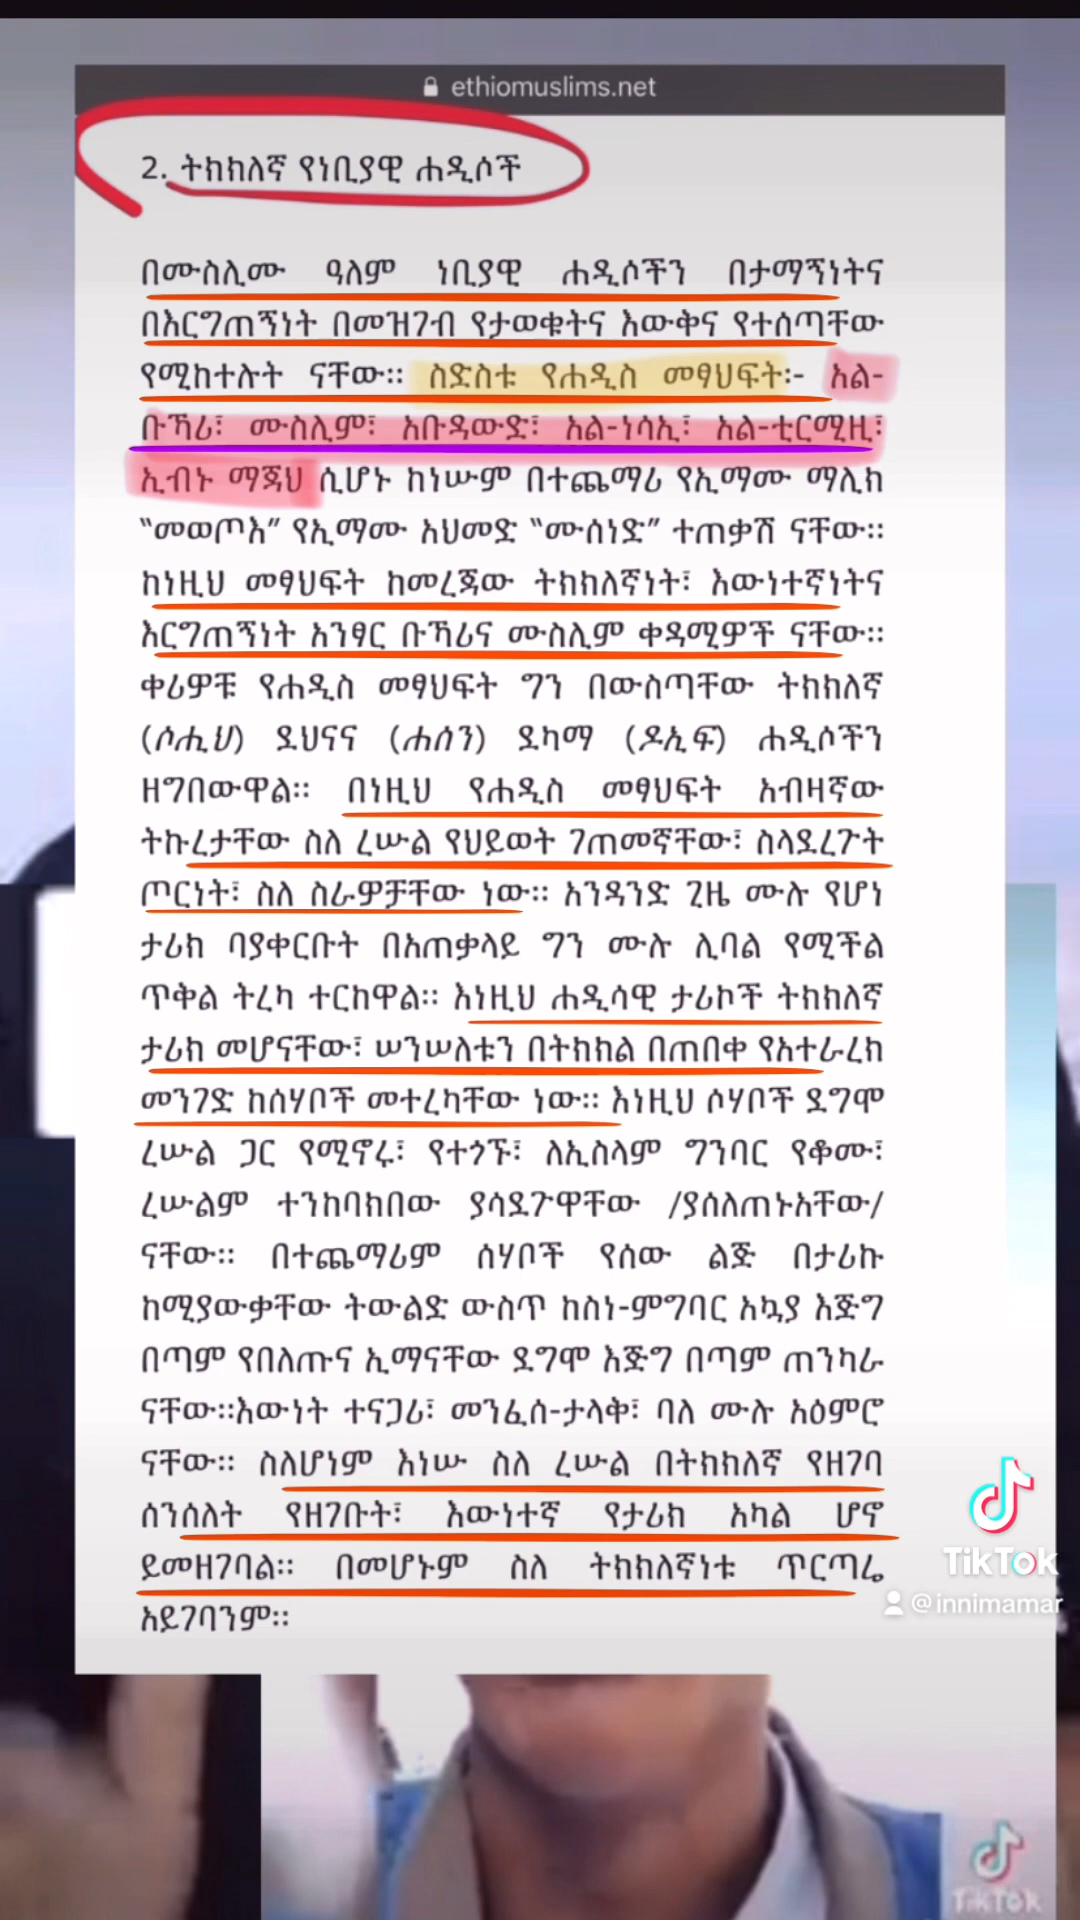 ethiomuslims.net
2. ትክክለኛ የነቢያዊ ሐዲሶች
በሙስሊሙ ዓለም ነቢያዊ ሐዲሶችን በታማኝነትና
በእርግጠኝነት በመዝገብ የታወቁትና እውቅና የተሰጣቸው
የሚከተሉት ናቸው። ስድስቱ የሐዲስ መፃህፍት፡- አል-
ቡኻሪ፣ ሙስሊም፣ አቡዳውድ፣ አል-ነሳኢ፣ አል-ቲርሚዚ፣
ኢብኑ ማጃህ ሲሆኑ ከነሡም በተጨማሪ የኢማሙ ማሊክ
“መወጦእ” የኢማሙ አህመድ “ሙሰነድ” ተጠቃሽ ናቸው።
ከነዚህ መፃህፍት ከመረጃው ትክክለኛነት፣ እውነተኛነትና
እርግጠኝነት አንፃር ቡኻሪና ሙስሊም ቀዳሚዎች ናቸው።
ቀሪዎቹ የሐዲስ መፃህፍት ግን በውስጣቸው ትክክለኛ
(ሶሒህ) ደህናና (ሐሰን) ደካማ (ዶኢፍ) ሐዲሶችን
ዘግበውዋል። በነዚህ የሐዲስ መፃህፍት አብዛኛው
ትኩረታቸው ስለ ረሡል የህይወት ገጠመኛቸው፣ ስላደረጉት
ጦርነት፣ ስለ ስራዎቻቸው ነው። አንዳንድ ጊዜ ሙሉ የሆነ
ታሪክ ባያቀርቡት በአጠቃላይ ግን ሙሉ ሊባል የሚችል
ጥቅል ትረካ ተርከዋል። እነዚህ ሐዲሳዊ ታሪኮች ትክክለኛ
ታሪክ መሆናቸው፣ ሠንሠለቱን በትክክል በጠበቀ የአተራረክ
መንገድ ከሰሃቦች መተረካቸው ነው። እነዚህ ሶሃቦች ደግሞ
ረሡል ጋር የሚኖሩ፣ የተጎኙ፣ ለኢስላም ግንባር የቆሙ፣
ረሡልም ተንከባክበው ያሳደጉዋቸው /ያሰለጠኑአቸው/
ናቸው። በተጨማሪም ሰሃቦች የሰው ልጅ በታሪኩ
ከሚያውቃቸው ትውልድ ውስጥ ከስነ-ምግባር አኳያ እጅግ
በጣም የበለጡና ኢማናቸው ደግሞ እጅግ በጣም ጠንካራ
ናቸው።እውነት ተናጋሪ፣ መንፈሰ-ታላቅ፣ ባለ ሙሉ አዕምሮ
ናቸው። ስለሆነም እነሡ ስለ ረሡል በትክክለኛ የዘገባ
ሰንሰለት የዘገቡት፣ እውነተኛ የታሪክ አካል ሆኖ
ይመዘገባል። በመሆኑም ስለ ትክክለኛነቱ ጥርጣሬ
አይገባንም።
TikTok
@innimamar
TikTok